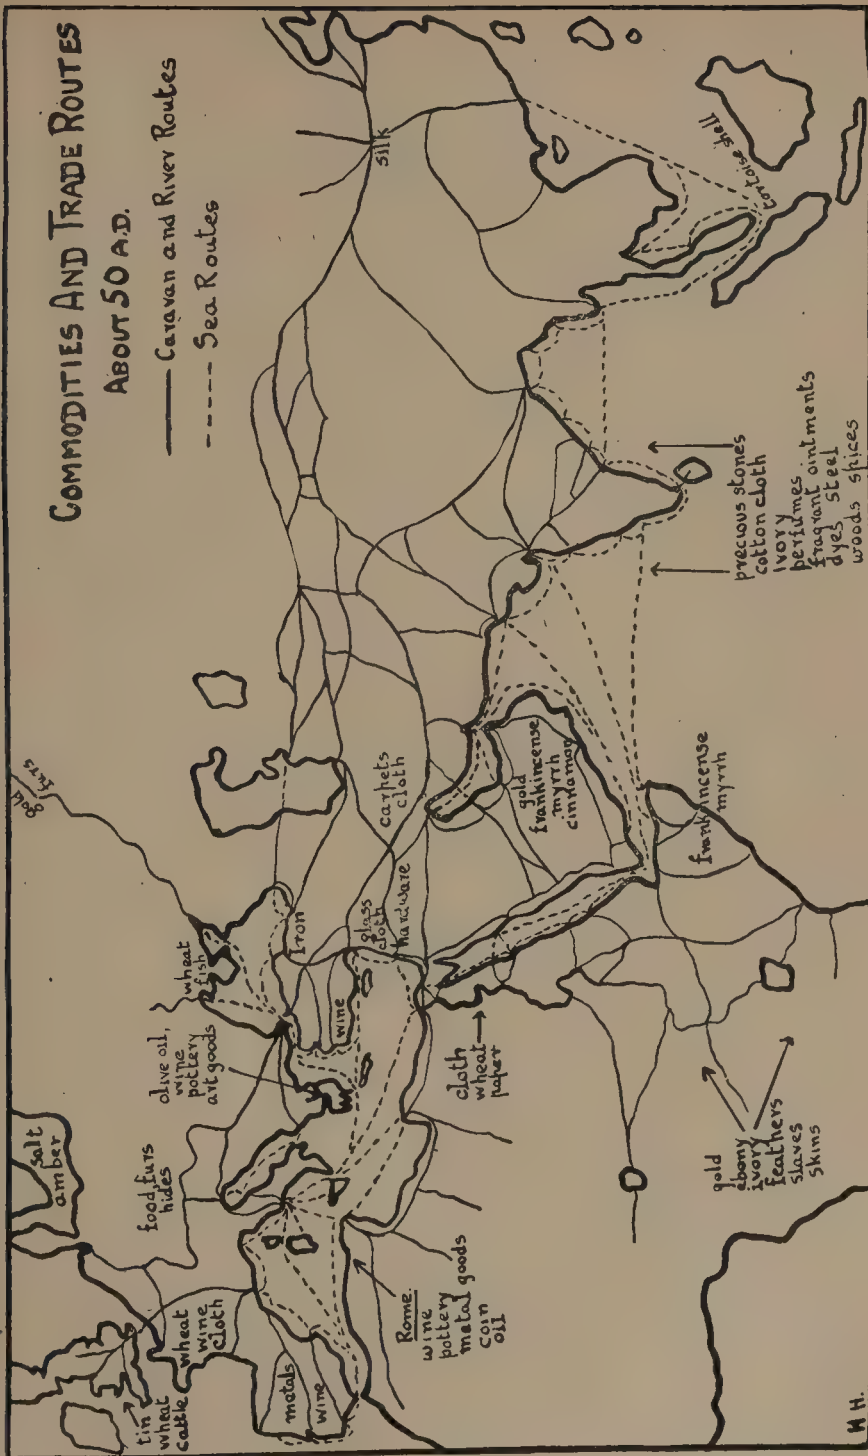 COMMODITIES AND TRADE ROUTES
ABOUT 50 A.D.
Caravan and River Routes
Sea Routes
gold
furs
salt
amber
tin
wheat
cattle
food, furs
hides
wheat
wine
cloth
metals
wine
Rome
wine
pottery
metal goods
coin
oil
olive oil,
wine
pottery
art goods
wheat
fish
iron
wine
glass
cloth
hardware
carpets
cloth
cloth
wheat
paper
gold
frankincense
myrrh
cinnamon
frankincense
myrrh
gold
ebony
ivory
feathers
slaves
skins
silk
tortoise shell
precious stones
cotton cloth
ivory
perfumes
fragrant ointments
dyes steel
woods spices
H H.